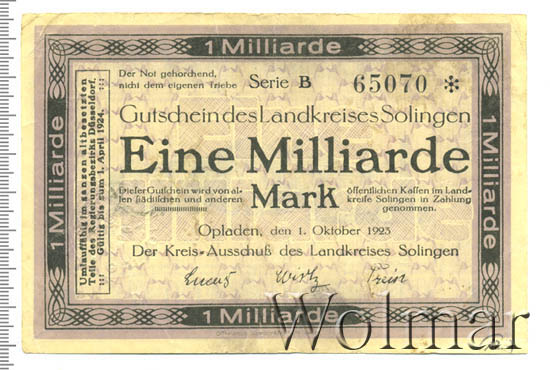 1 Milliarde
Der Not gehorchend,
nicht dem eigenen Triebe
Serie B
65070 *
Gutschein des Landkreises Solingen
Eine Milliarde
Dieser Gutschein wird von al-
len städtischen und anderen
Mark
öffentlichen Kassen im Land-
kreise Solingen in Zahlung
genommen.
Opladen, den 1. Oktober 1923
Der Kreis-Ausschuß des Landkreises Solingen
1 Milliarde
Umlauffähig im ganzen altbesetzten
Teile des Regierungsbezirks Düsseldorf.
Gültig bis zum 1. April 1924.
1 Milliarde
1 Milliarde
Wolmar